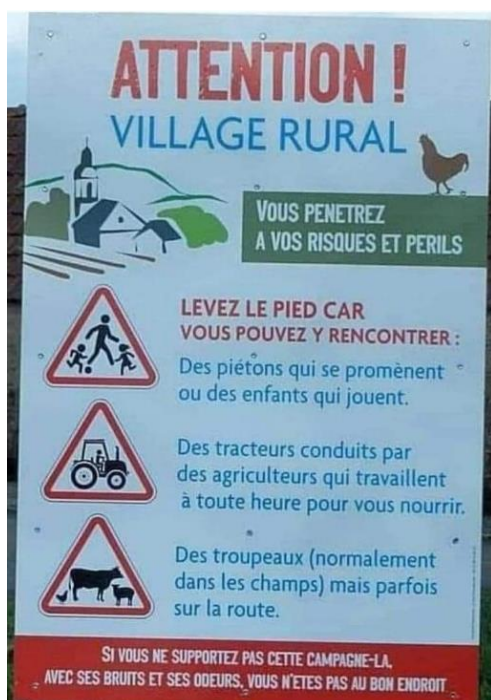 ATTENTION !
VILLAGE RURAL
VOUS PENETREZ
A VOS RISQUES ET PERILS
LEVEZ LE PIED CAR
VOUS POUVEZ Y RENCONTRER :
Des piétons qui se promènent
ou des enfants qui jouent.
Des tracteurs conduits par
des agriculteurs qui travaillent
à toute heure pour vous nourrir.
Des troupeaux (normalement
dans les champs) mais parfois
sur la route.
SI VOUS NE SUPPORTEZ PAS CETTE CAMPAGNE-LA,
AVEC SES BRUITS ET SES ODEURS, VOUS N'ETES PAS AU BON ENDROIT